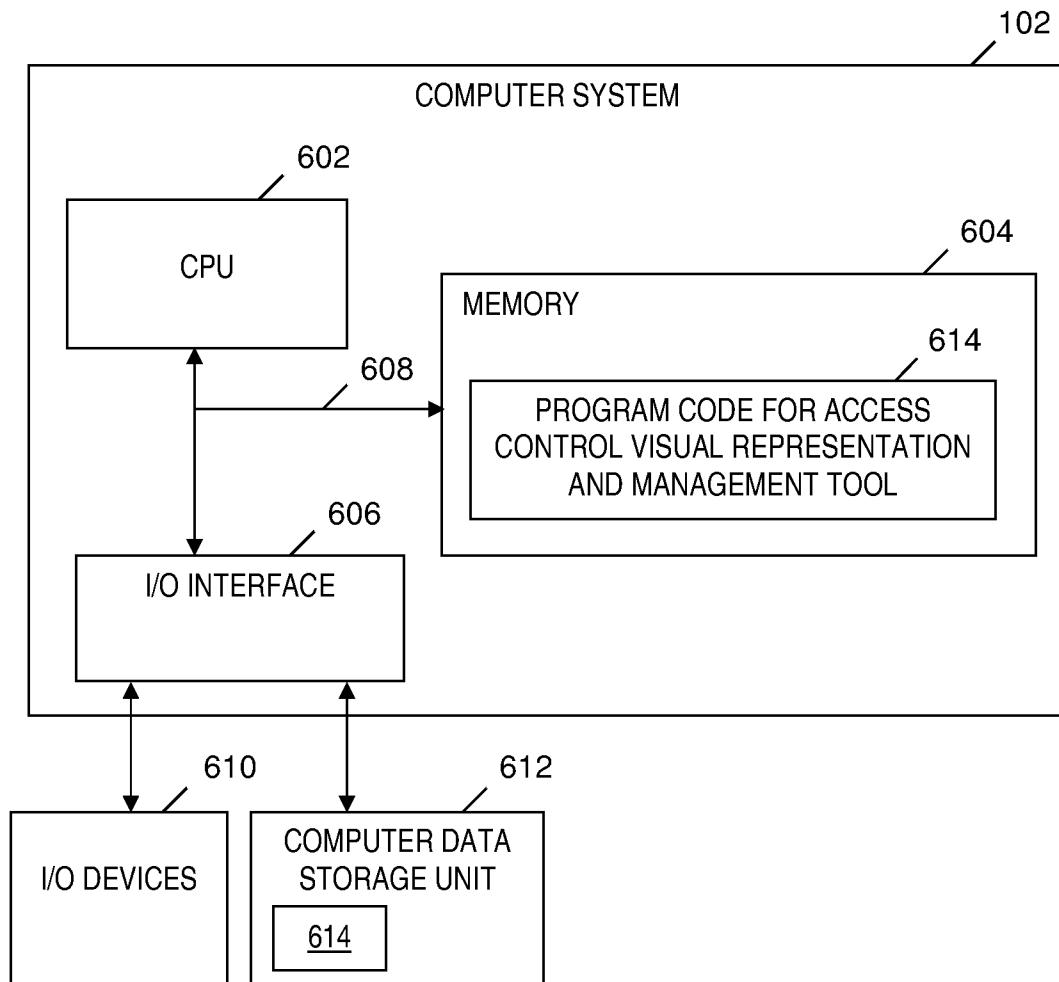 102
COMPUTER SYSTEM
602
CPU
604
MEMORY
608
614
PROGRAM CODE FOR ACCESS
CONTROL VISUAL REPRESENTATION
AND MANAGEMENT TOOL
606
I/O INTERFACE
610
I/O DEVICES
612
COMPUTER DATA
STORAGE UNIT
614